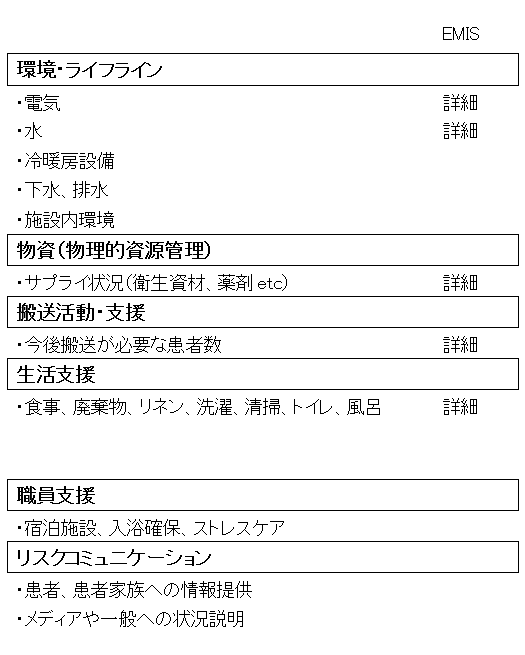 EMIS
環境・ライフライン
・電気 詳細
・水 詳細
・冷暖房設備
・下水、排水
・施設内環境
物資（物理的資源管理）
・サプライ状況（衛生資材、薬剤 etc） 詳細
搬送活動・支援
・今後搬送が必要な患者数 詳細
生活支援
・食事、廃棄物、リネン、洗濯、清掃、トイレ、風呂 詳細
職員支援
・宿泊施設、入浴確保、ストレスケア
リスクコミュニケーション
・患者、患者家族への情報提供
・メディアや一般への状況説明